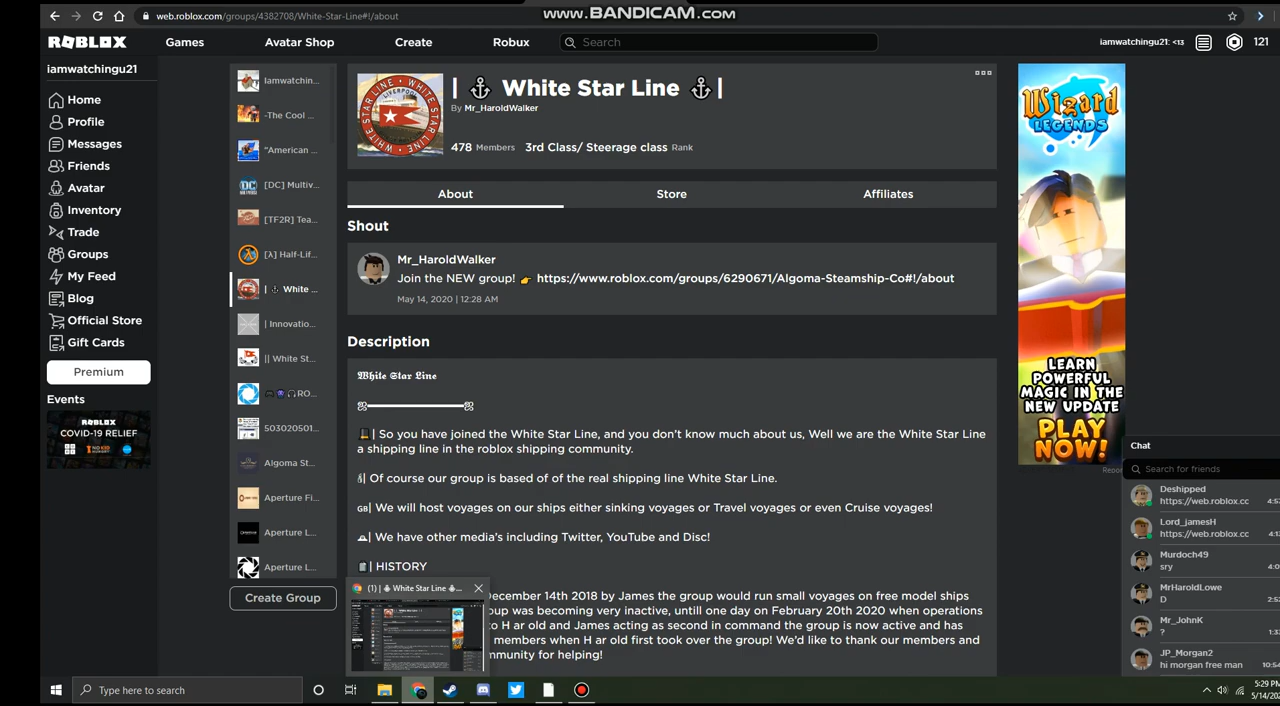 www.BANDICAM.com
web.roblox.com/groups/4382708/White-Star-Line#!/about
ROBLOX
Games
Avatar Shop
Create
Robux
Search
iamwatchingu21: <13
121
iamwatchingu21
Home
Profile
Messages
Friends
Avatar
Inventory
Trade
Groups
My Feed
Blog
Official Store
Gift Cards
Premium
Events
ROBLOX
COVID-19 RELIEF
Iamwatchin...
-The Cool ...
"American ...
[DC] Multiv...
[TF2R] Tea...
[λ] Half-Lif...
| ⚓ White ...
| Innovatio...
|| White St...
RO...
503020501...
Algoma St...
Aperture Fi...
Aperture L...
Aperture L...
Create Group
WHITE STAR LINE
LIVERPOOL
| ⚓ White Star Line ⚓ |
By Mr_HaroldWalker
478 Members
3rd Class/ Steerage class Rank
About
Store
Affiliates
Shout
Mr_HaroldWalker
Join the NEW group! 👉 https://www.roblox.com/groups/6290671/Algoma-Steamship-Co#!/about
May 14, 2020 | 12:28 AM
Description
𝖂𝖍𝖎𝖙𝖊 𝕾𝖙𝖆𝖗 𝕷𝖎𝖓𝖊
| So you have joined the White Star Line, and you don't know much about us, Well we are the White Star Line
a shipping line in the roblox shipping community.
| Of course our group is based of of the real shipping line White Star Line.
GB| We will host voyages on our ships either sinking voyages or Travel voyages or even Cruise voyages!
| We have other media's including Twitter, YouTube and Disc!
| HISTORY
December 14th 2018 by James the group would run small voyages on free model ships
oup was becoming very inactive, untill one day on February 20th 2020 when operations
o H ar old and James acting as second in command the group is now active and has
members when H ar old first took over the group! We'd like to thank our members and
mmunity for helping!
(1) | ⚓ White Star Line ⚓...
Wizard
LEGENDS
LEARN
POWERFUL
MAGIC IN THE
NEW UPDATE
PLAY
NOW!
Repor
Chat
Search for friends
Deshipped
https://web.roblox.cc
4:5
Lord_jamesH
https://web.roblox.cc
Murdoch49
sry
MrHaroldLowe
D
Mr_JohnK
?
JP_Morgan2
hi morgan free man
10:5
Type here to search
5:29 PM
5/14/20